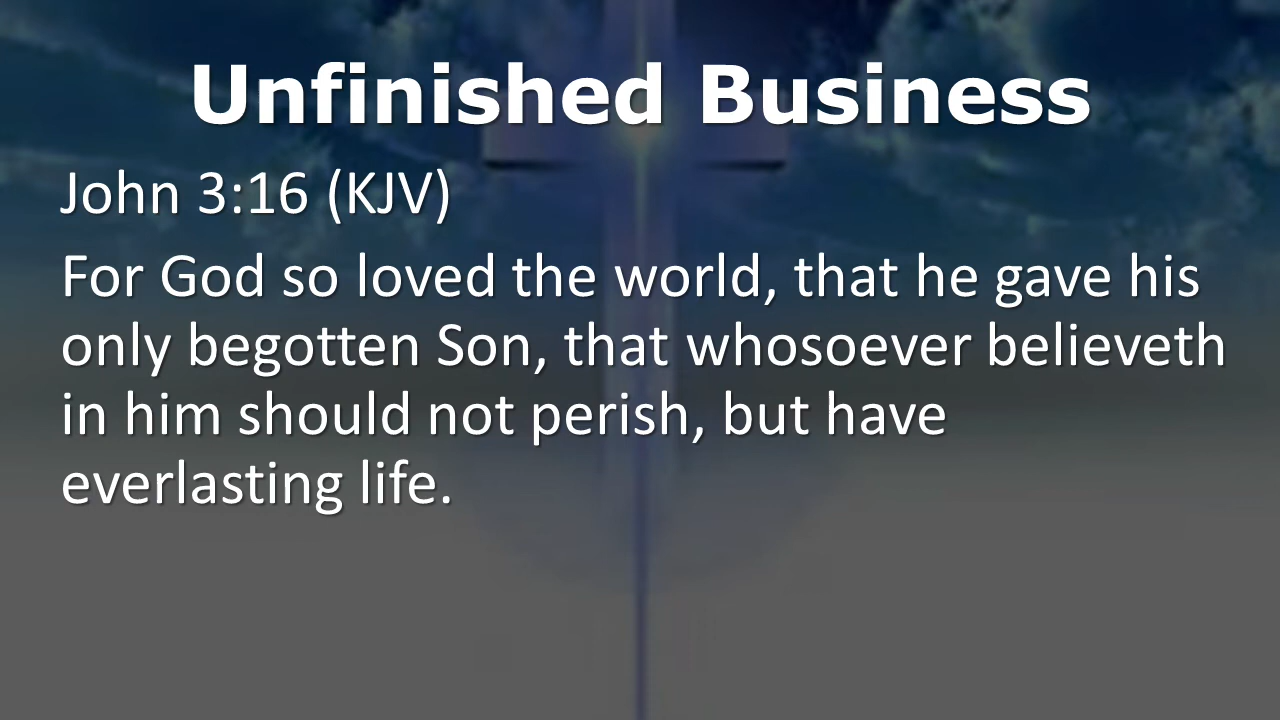 Unfinished Business
John 3:16 (KJV)
For God so loved the world, that he gave his
only begotten Son, that whosoever believeth
in him should not perish, but have
everlasting life.